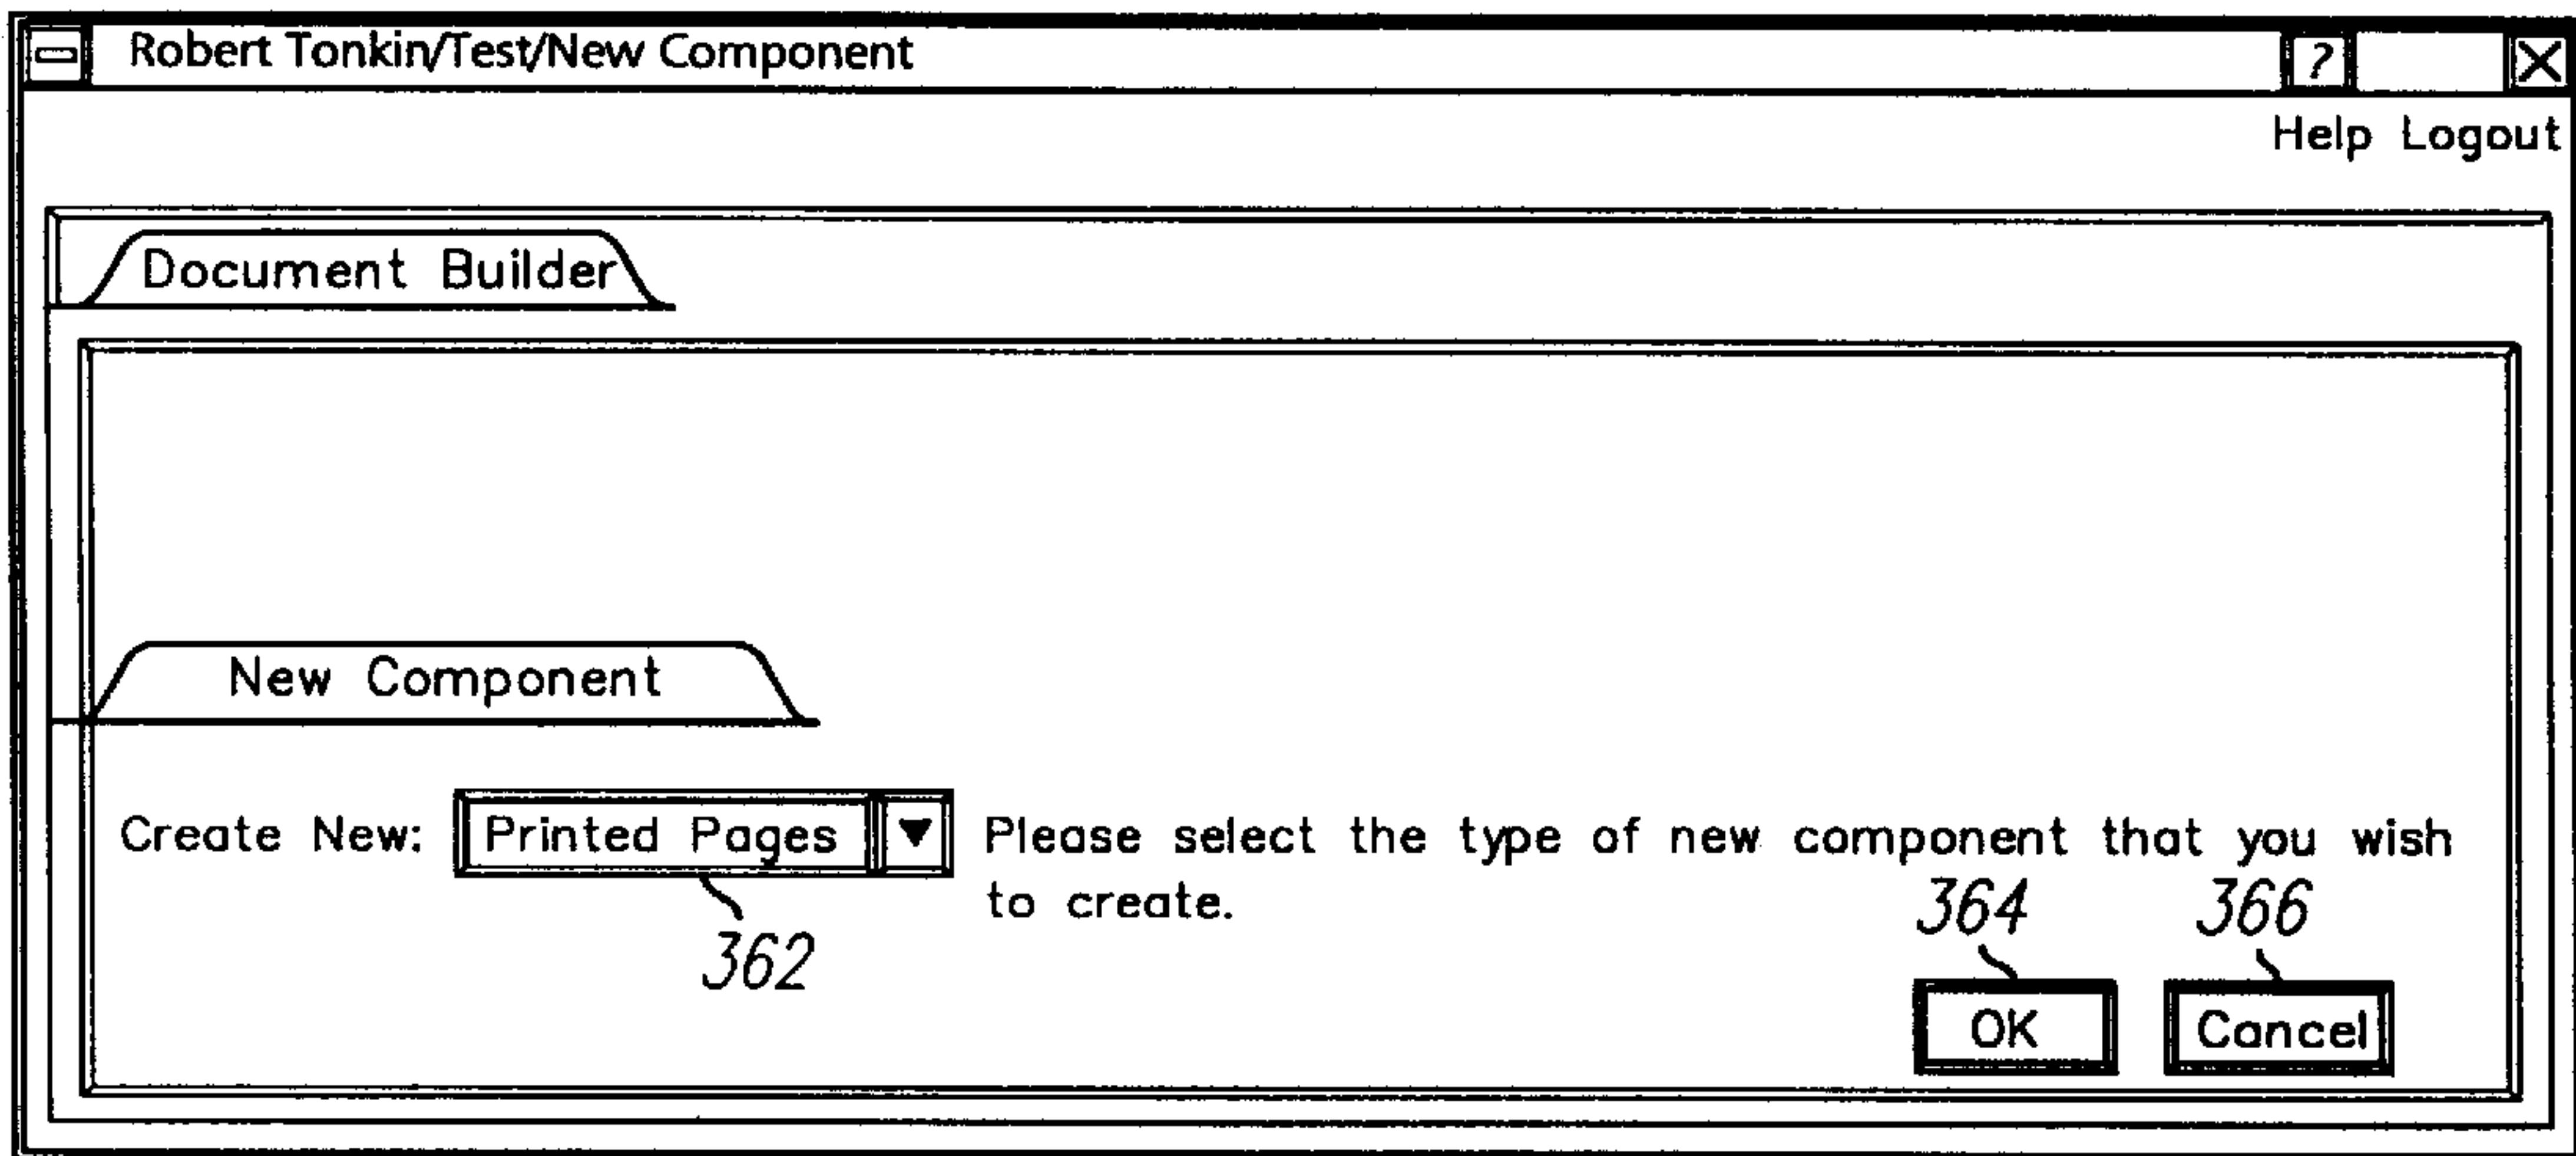 Robert Tonkin/Test/New Component ?
Help Logout
Document Builder
New Component
Create New: Printed Pages Please select the type of new component that you wish
to create.
362
364 366
OK Cancel